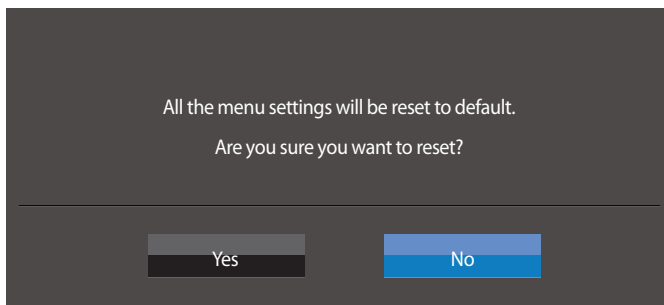 All the menu settings will be reset to default.
Are you sure you want to reset?
Yes No